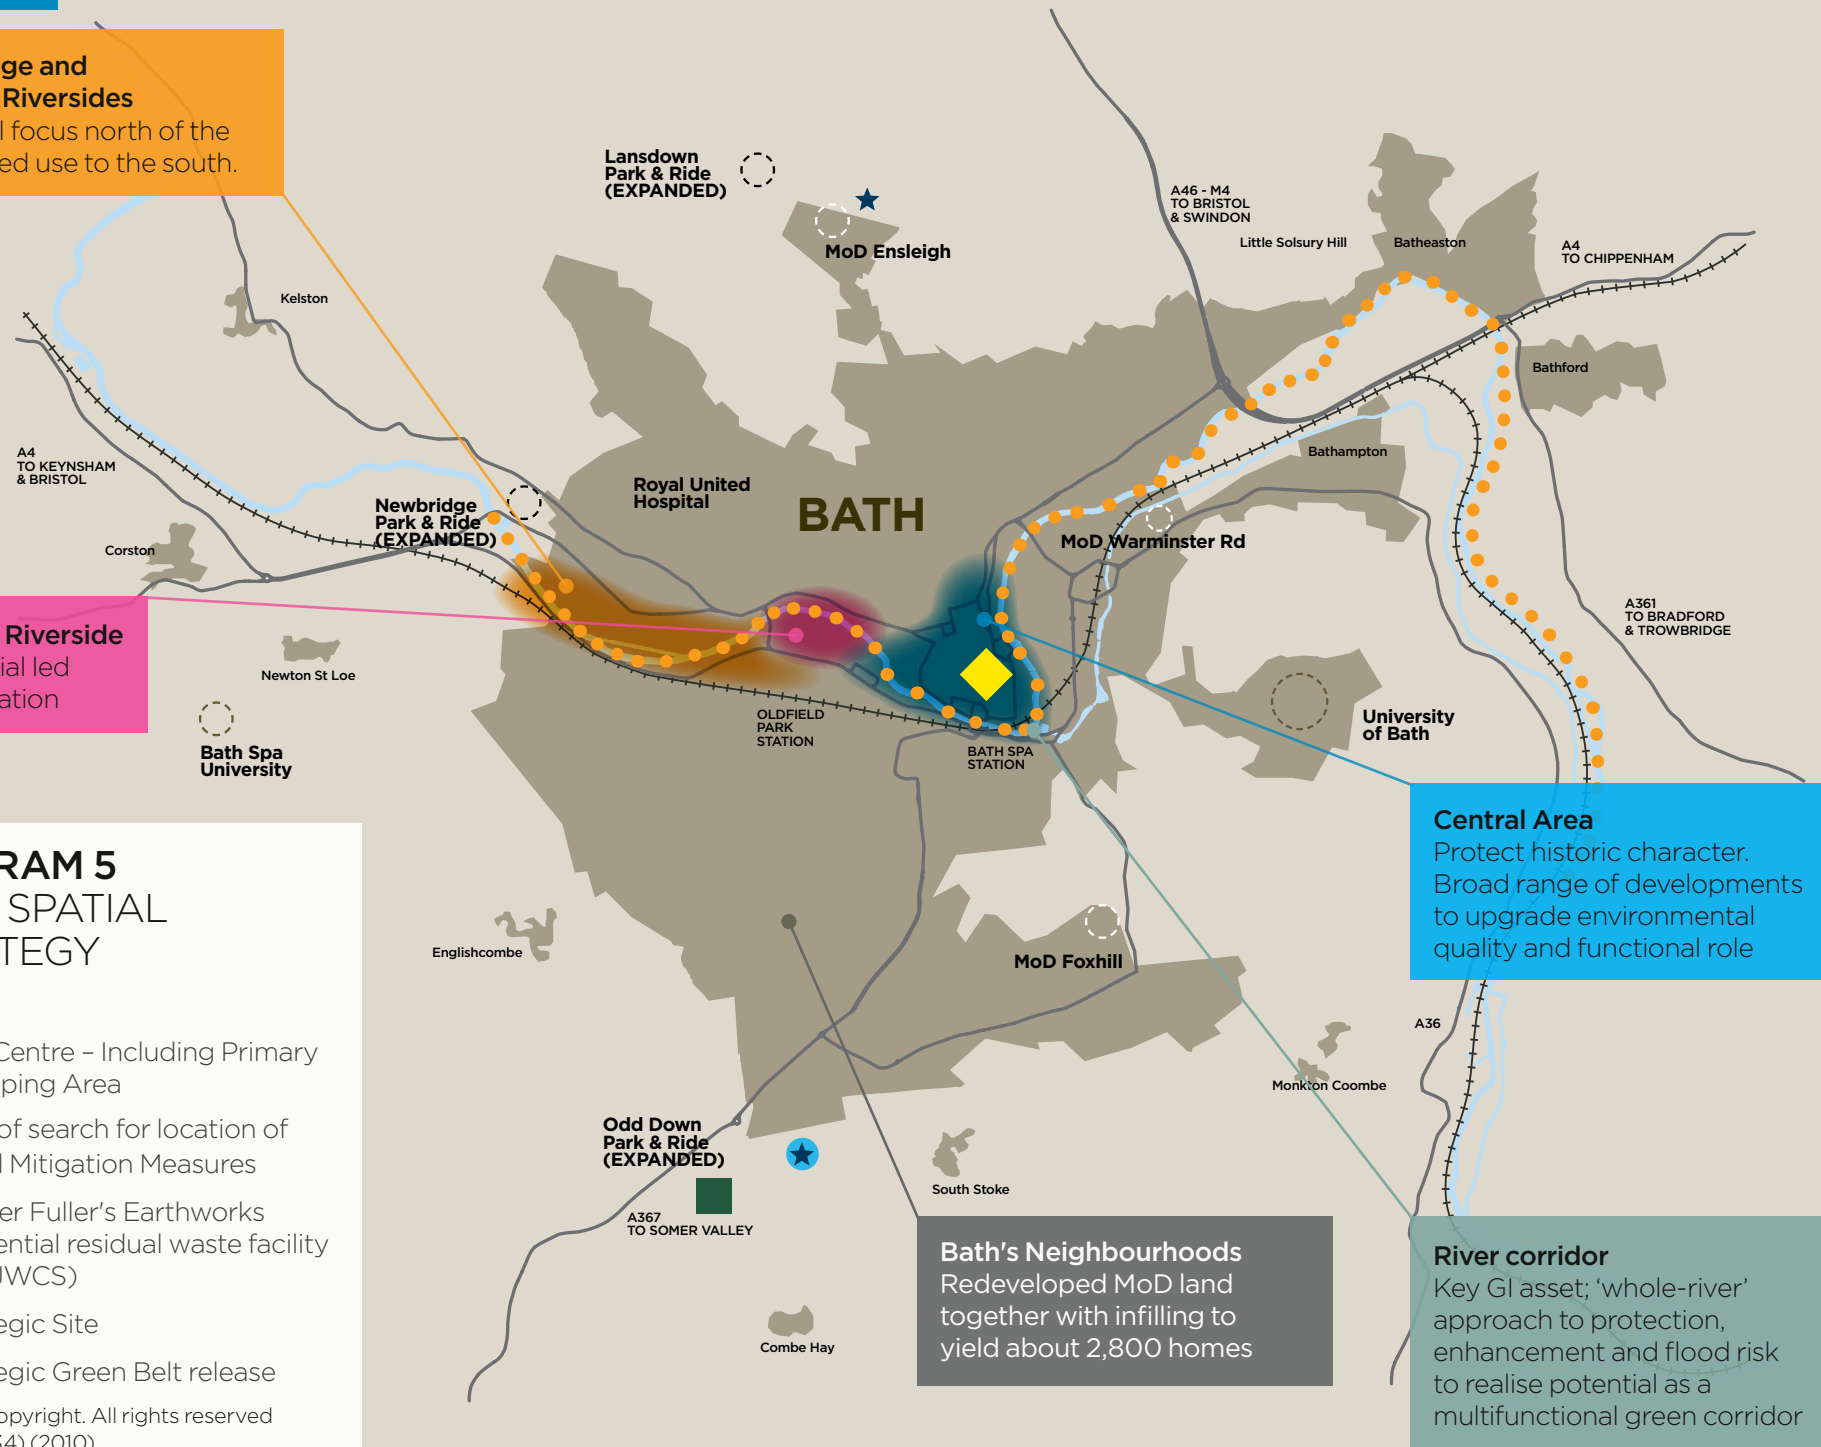 ge and
Riversides
l focus north of the
ed use to the south.
Lansdown
Park & Ride
(EXPANDED)
MoD Ensleigh
A46 - M4
TO BRISTOL
& SWINDON
Little Solsury Hill
Batheaston
A4
TO CHIPPENHAM
Kelston
Bathford
A4
TO KEYNSHAM
& BRISTOL
Bathampton
Royal United
Hospital
BATH
Newbridge
Park & Ride
(EXPANDED)
MoD Warminster Rd
Corston
A361
TO BRADFORD
& TROWBRIDGE
Riverside
ial led
ation
Newton St Loe
OLDFIELD
PARK
STATION
BATH SPA
STATION
University
of Bath
Bath Spa
University
Central Area
Protect historic character.
Broad range of developments
to upgrade environmental
quality and functional role
RAM 5
SPATIAL
TEGY
Englishcombe
MoD Foxhill
A36
Centre – Including Primary
ping Area
of search for location of
l Mitigation Measures
er Fuller's Earthworks
ential residual waste facility
JWCS)
egic Site
egic Green Belt release
opyright. All rights reserved
34) (2010)
Monkton Coombe
Odd Down
Park & Ride
(EXPANDED)
South Stoke
A367
TO SOMER VALLEY
Bath's Neighbourhoods
Redeveloped MoD land
together with infilling to
yield about 2,800 homes
River corridor
Key GI asset; ‘whole-river’
approach to protection,
enhancement and flood risk
to realise potential as a
multifunctional green corridor
Combe Hay